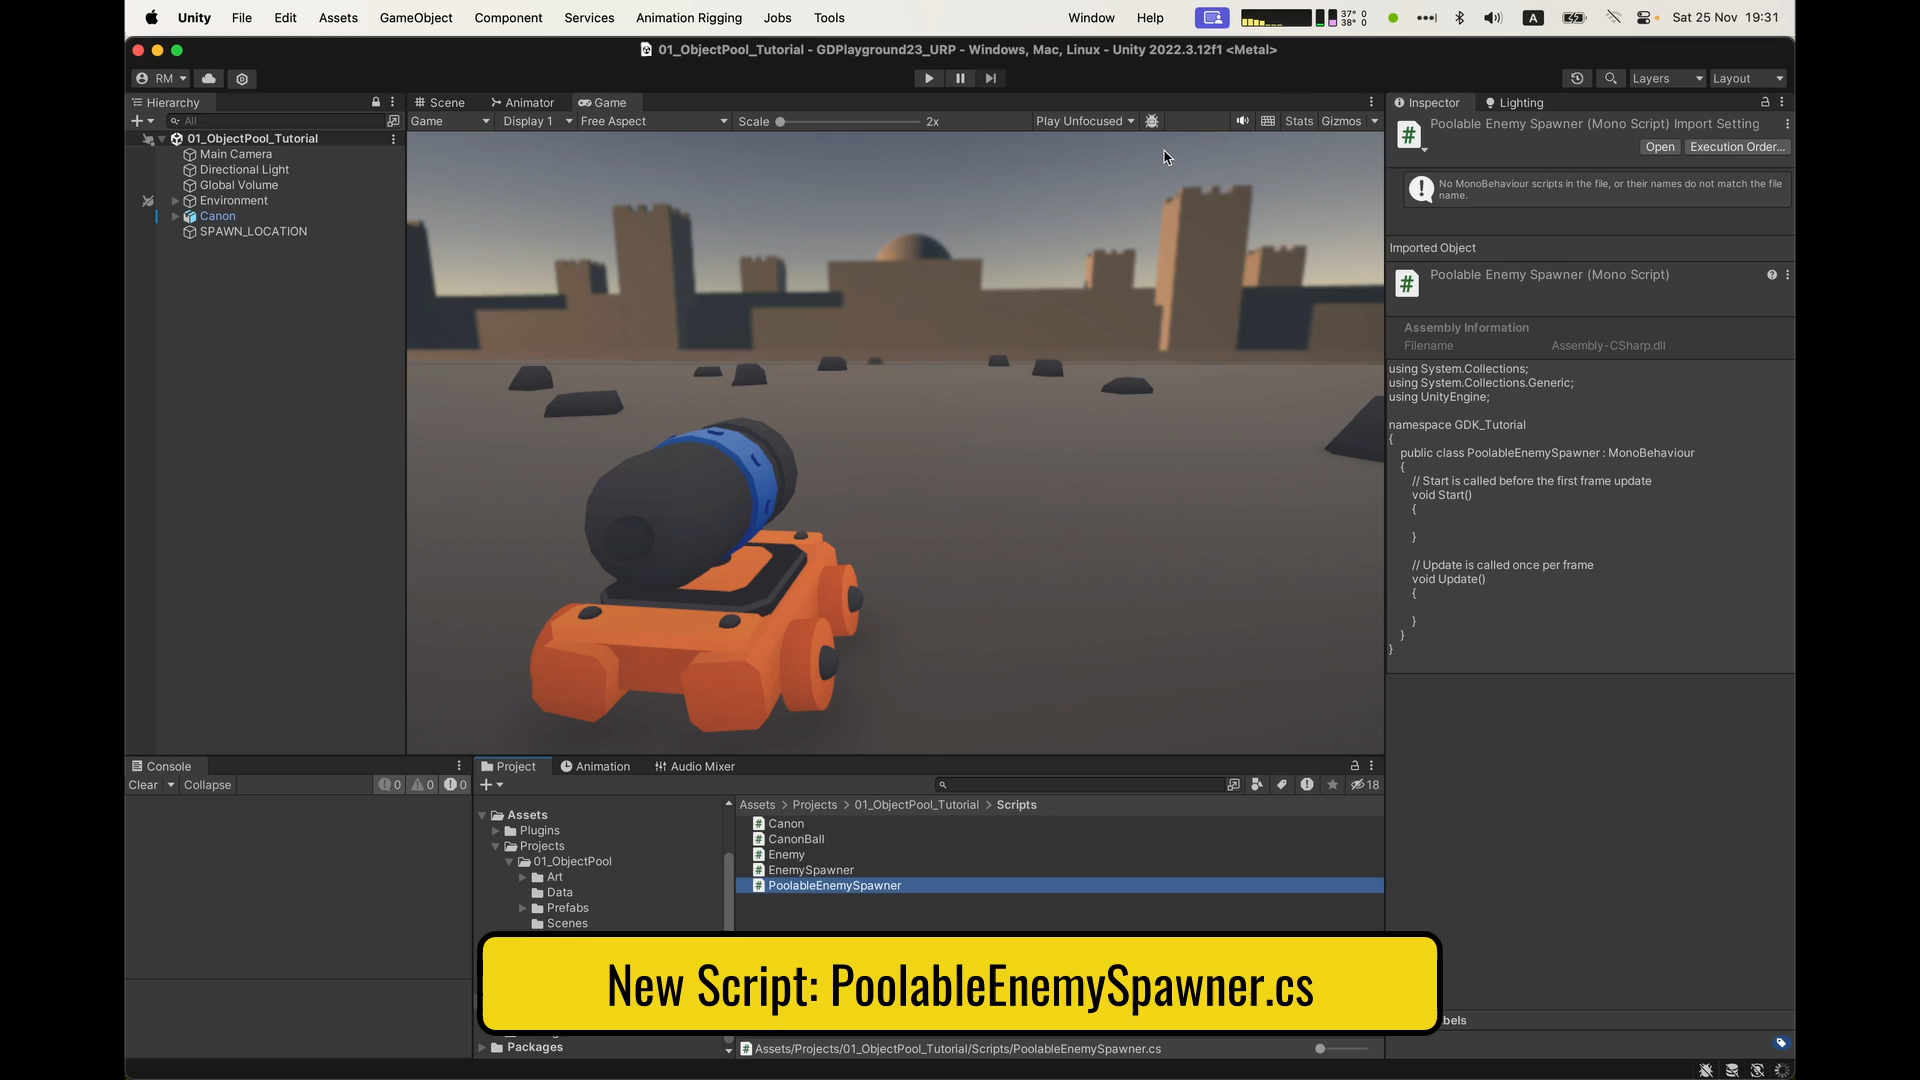 Unity File Edit Assets GameObject Component Services Animation Rigging Jobs Tools Window Help 37° 0 38° 0 A Sat 25 Nov 19:31
01_ObjectPool_Tutorial - GDPlayground23_URP - Windows, Mac, Linux - Unity 2022.3.12f1 <Metal>
RM Layers Layout
Hierarchy Scene Animator Game Inspector Lighting
All Game Display 1 Free Aspect Scale 2x Play Unfocused Stats Gizmos
01_ObjectPool_Tutorial
Main Camera
Directional Light
Global Volume
Environment
Canon
SPAWN_LOCATION
Poolable Enemy Spawner (Mono Script) Import Setting
Open Execution Order...
No MonoBehaviour scripts in the file, or their names do not match the file
name.
Imported Object
Poolable Enemy Spawner (Mono Script)
Assembly Information
Filename Assembly-CSharp.dll
using System.Collections;
using System.Collections.Generic;
using UnityEngine;
namespace GDK_Tutorial
{
public class PoolableEnemySpawner : MonoBehaviour
{
// Start is called before the first frame update
void Start()
{
}
// Update is called once per frame
void Update()
{
}
}
}
Console Project Animation Audio Mixer
Clear Collapse 0 0 0 18
Assets
Plugins
Projects
01_ObjectPool
Art
Data
Prefabs
Scenes
Packages
Assets > Projects > 01_ObjectPool_Tutorial > Scripts
Canon
CanonBall
Enemy
EnemySpawner
PoolableEnemySpawner
New Script: PoolableEnemySpawner.cs
bels
Assets/Projects/01_ObjectPool_Tutorial/Scripts/PoolableEnemySpawner.cs